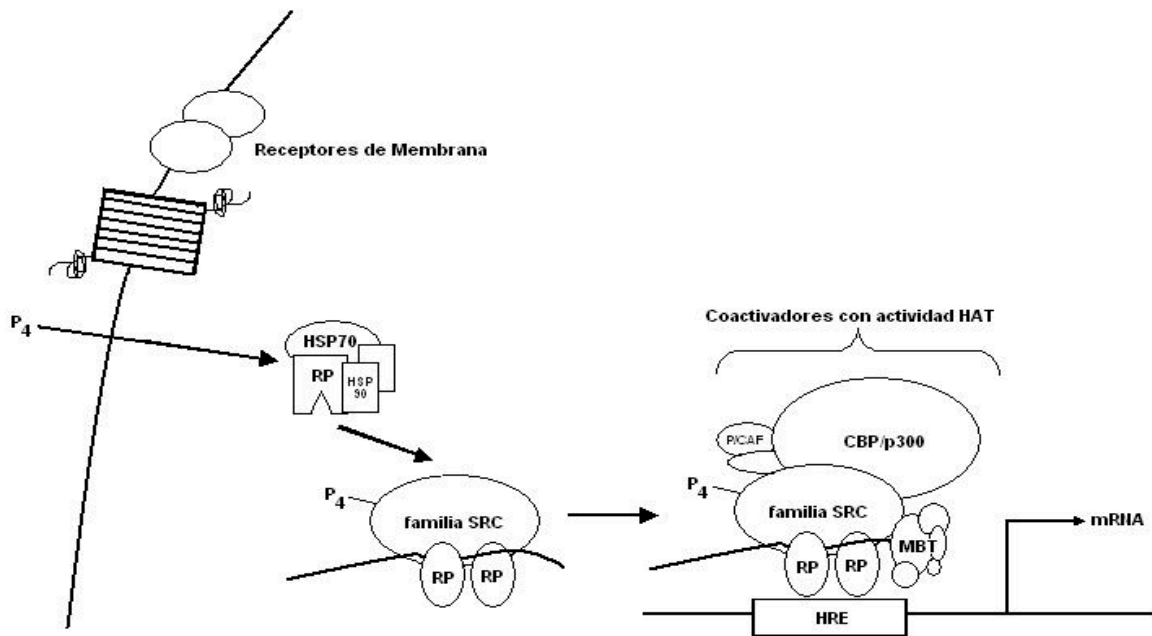 Receptores de Membrana
P4
HSP70
RP
HSP
90
P4
familia SRC
RP RP
Coactivadores con actividad HAT
P/CAF
CBP/p300
P4
familia SRC
MBT
RP RP
mRNA
HRE